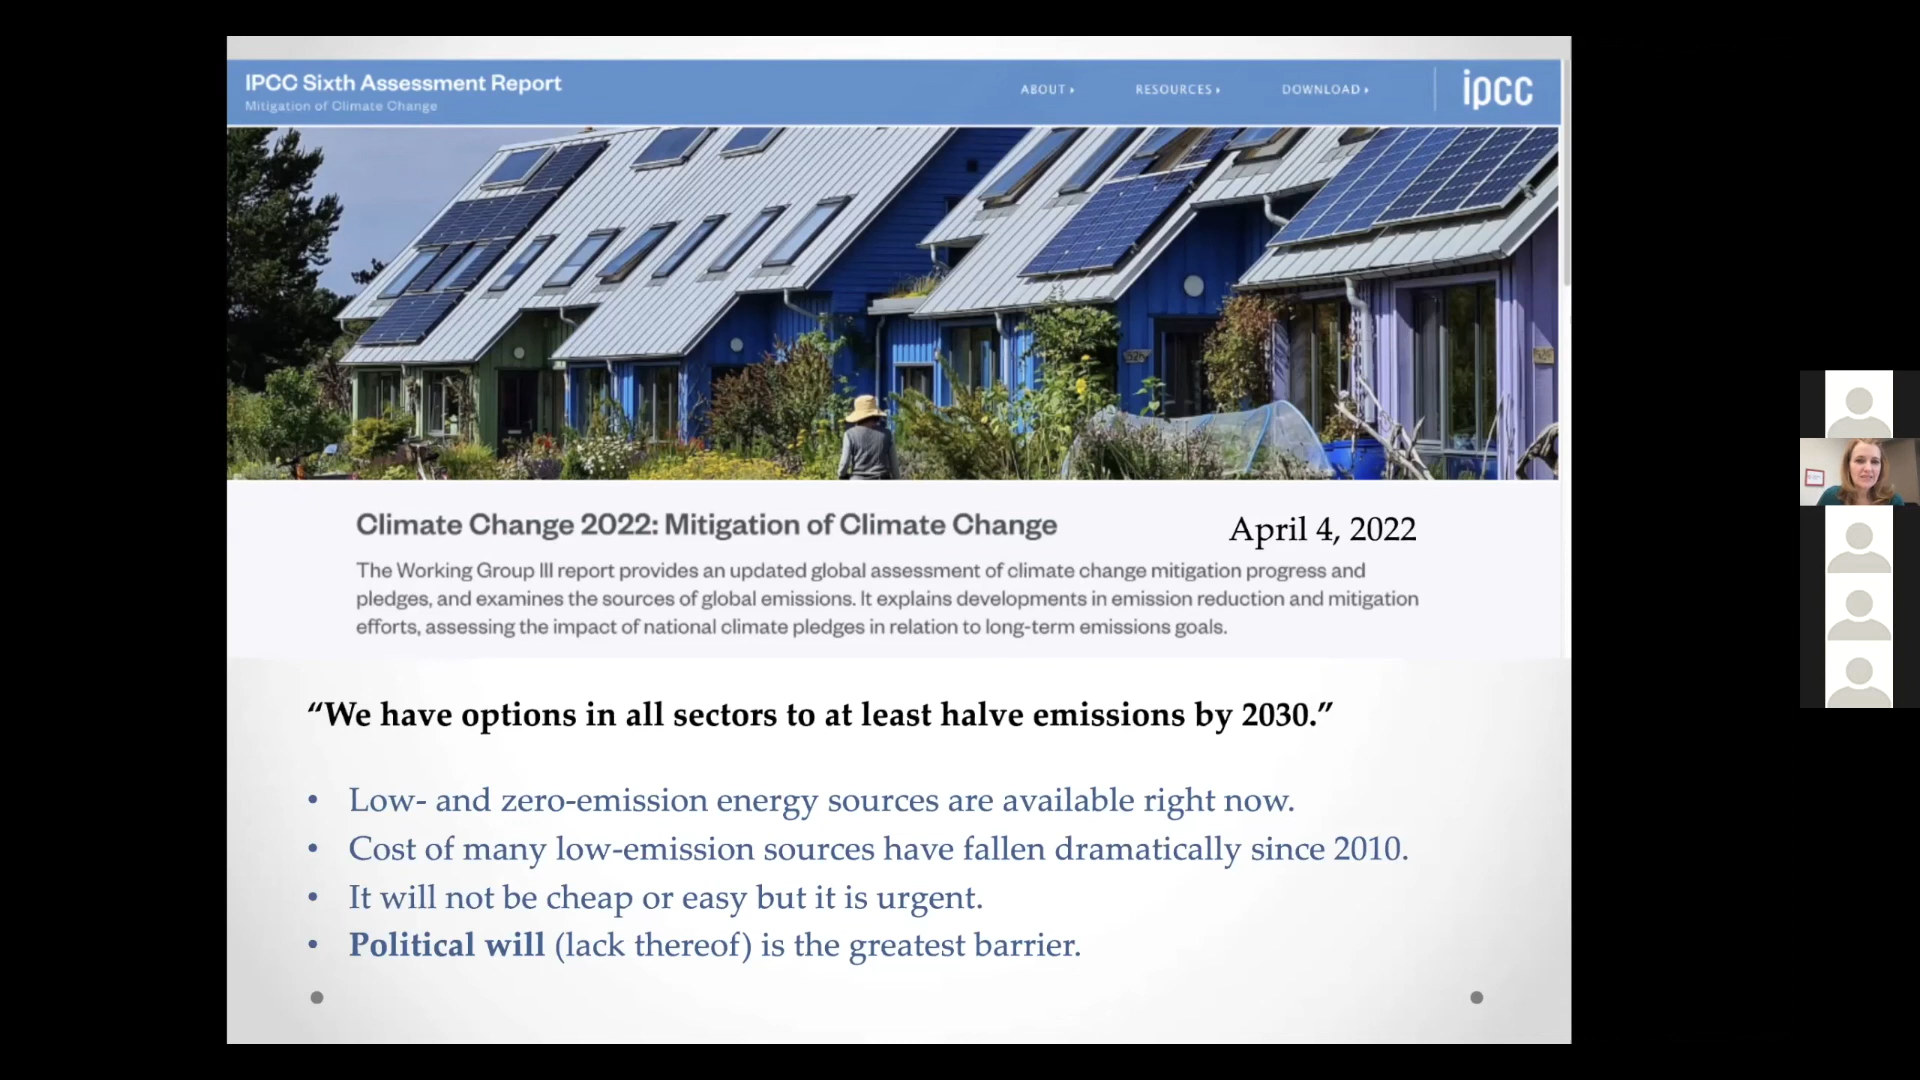 IPCC Sixth Assessment Report
Mitigation of Climate Change
ABOUT
RESOURCES
DOWNLOAD
ipcc
Climate Change 2022: Mitigation of Climate Change
April 4, 2022
The Working Group III report provides an updated global assessment of climate change mitigation progress and
pledges, and examines the sources of global emissions. It explains developments in emission reduction and mitigation
efforts, assessing the impact of national climate pledges in relation to long-term emissions goals.
“We have options in all sectors to at least halve emissions by 2030.”
• Low- and zero-emission energy sources are available right now.
• Cost of many low-emission sources have fallen dramatically since 2010.
• It will not be cheap or easy but it is urgent.
• Political will (lack thereof) is the greatest barrier.